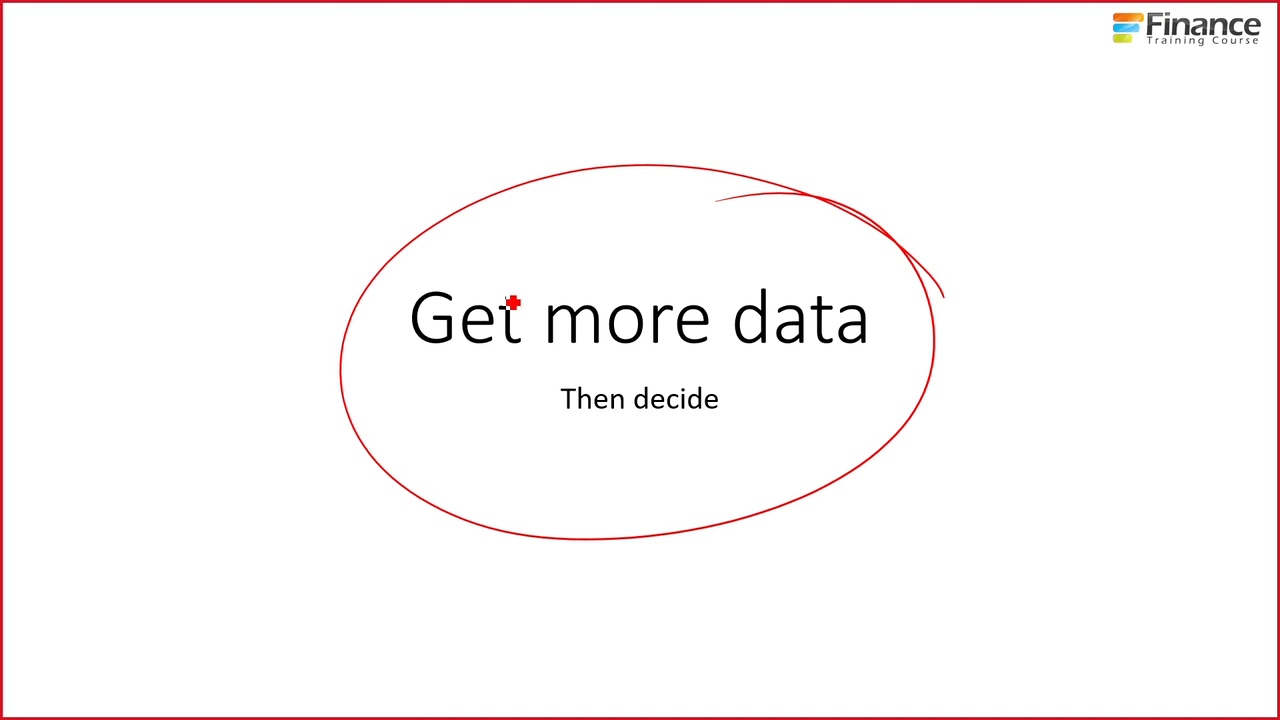 Finance
Training Course
Get more data
Then decide